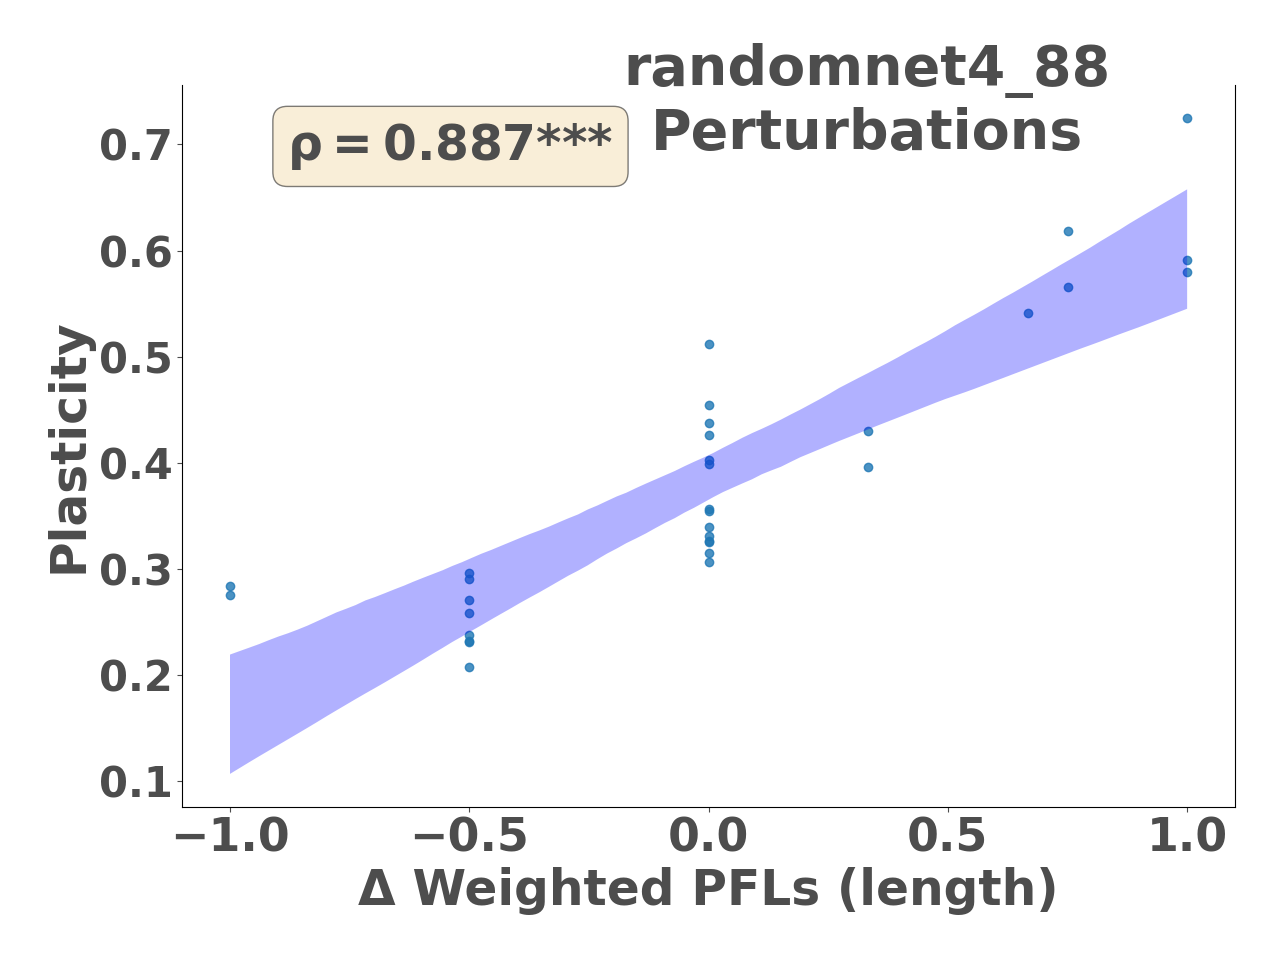 randomnet4_88
Perturbations
ρ = 0.887***
Plasticity
0.7
0.6
0.5
0.4
0.3
0.2
0.1
−1.0 −0.5 0.0 0.5 1.0
Δ Weighted PFLs (length)